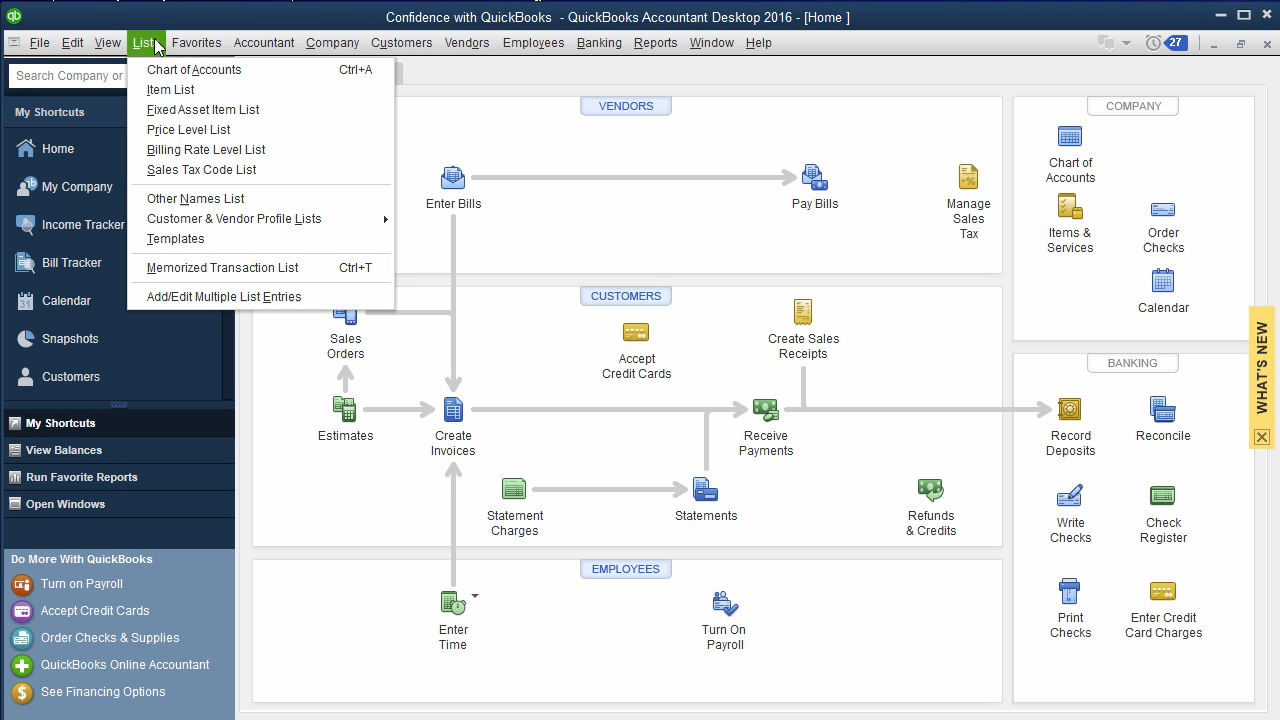 Confidence with QuickBooks - QuickBooks Accountant Desktop 2016 - [Home ]
File Edit View Lists Favorites Accountant Company Customers Vendors Employees Banking Reports Window Help
27
Search Company or
Chart of Accounts Ctrl+A
Item List
Fixed Asset Item List
Price Level List
Billing Rate Level List
Sales Tax Code List
Other Names List
Customer & Vendor Profile Lists
Templates
Memorized Transaction List Ctrl+T
Add/Edit Multiple List Entries
My Shortcuts
Home
My Company
Income Tracker
Bill Tracker
Calendar
31
Snapshots
Customers
My Shortcuts
View Balances
Run Favorite Reports
Open Windows
Do More With QuickBooks
Turn on Payroll
Accept Credit Cards
Order Checks & Supplies
QuickBooks Online Accountant
See Financing Options
VENDORS
Enter Bills
Pay Bills
Manage
Sales
Tax
CUSTOMERS
Sales
Orders
Accept
Credit Cards
Create Sales
Receipts
Estimates
Create
Invoices
Receive
Payments
Statement
Charges
Statements
Refunds
& Credits
EMPLOYEES
Enter
Time
Turn On
Payroll
COMPANY
Chart of
Accounts
Items &
Services
Order
Checks
Calendar
BANKING
Record
Deposits
Reconcile
Write
Checks
Check
Register
Print
Checks
Enter Credit
Card Charges
WHAT'S NEW